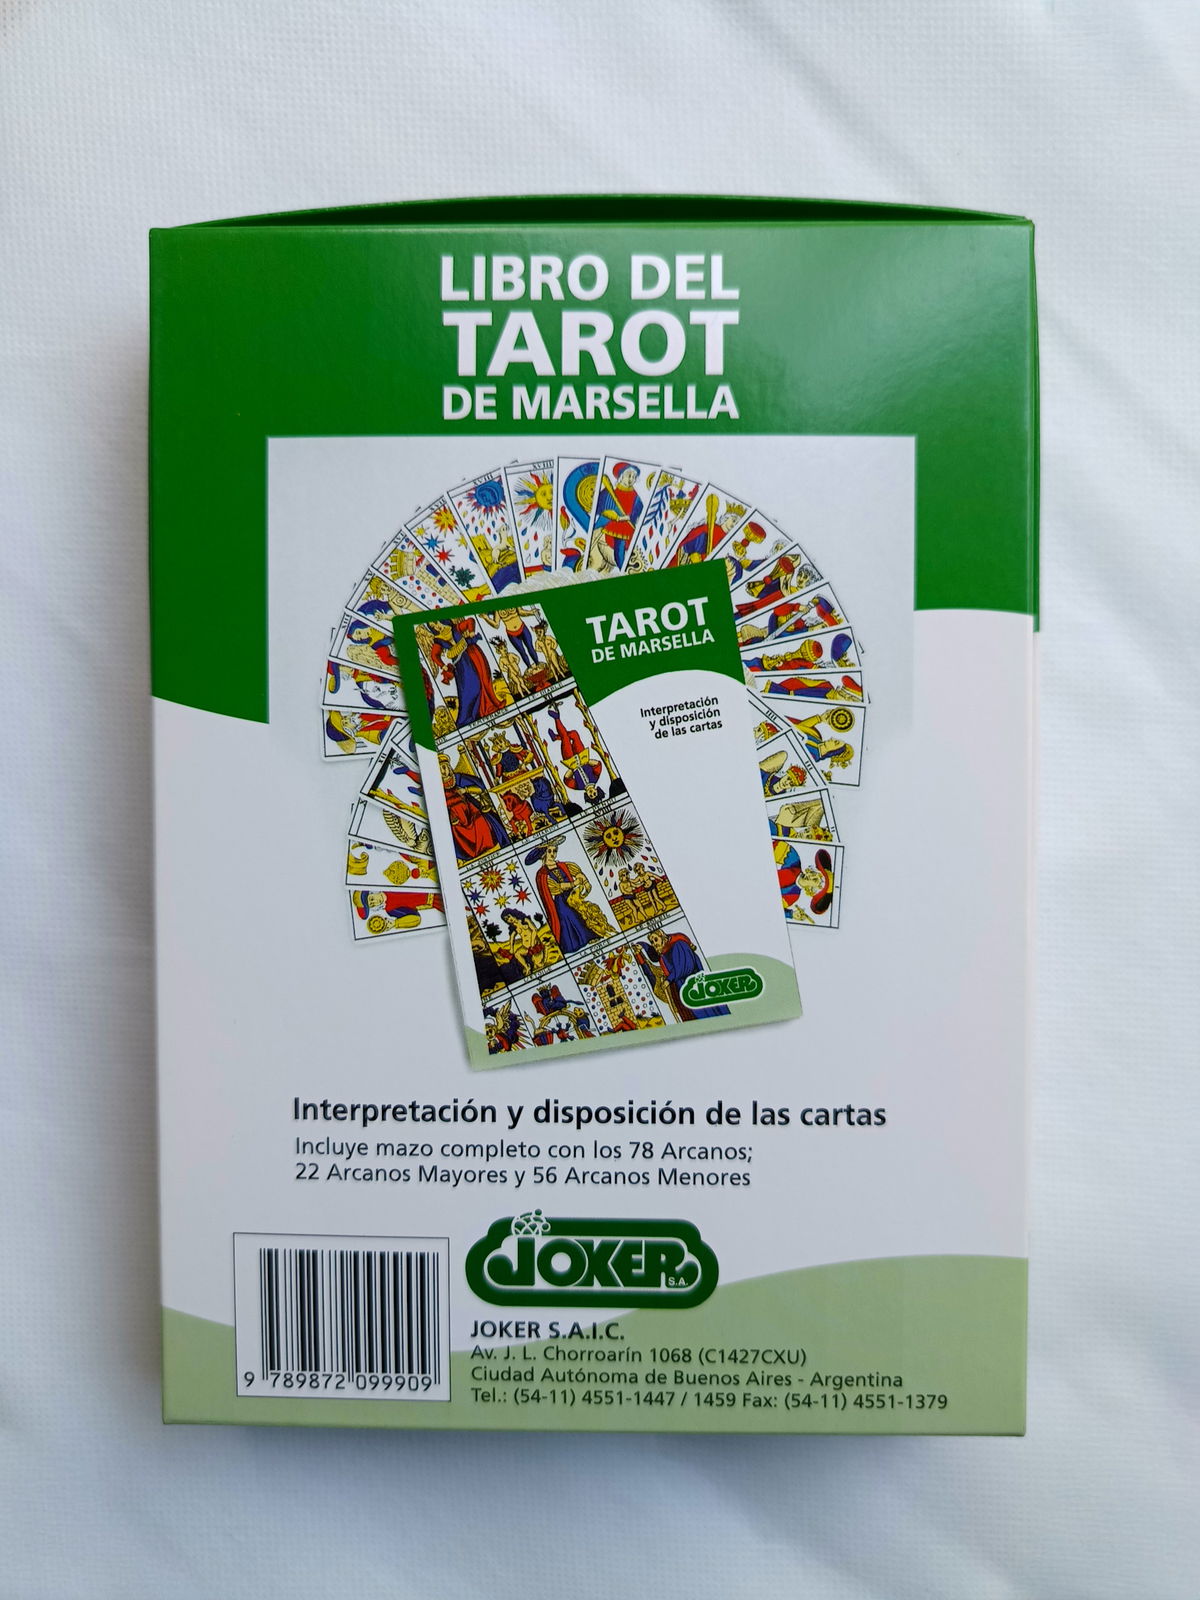 LIBRO DEL
TAROT
DE MARSELLA
XVIII
TAROT
DE MARSELLA
Interpretación
y disposición
de las cartas
JOKER
Interpretación y disposición de las cartas
Incluye mazo completo con los 78 Arcanos;
22 Arcanos Mayores y 56 Arcanos Menores
JOKER S.A.
JOKER S.A.I.C.
Av. J. L. Chorroarín 1068 (C1427CXU)
Ciudad Autónoma de Buenos Aires - Argentina
Tel.: (54-11) 4551-1447 / 1459 Fax: (54-11) 4551-1379
9 789872 099909